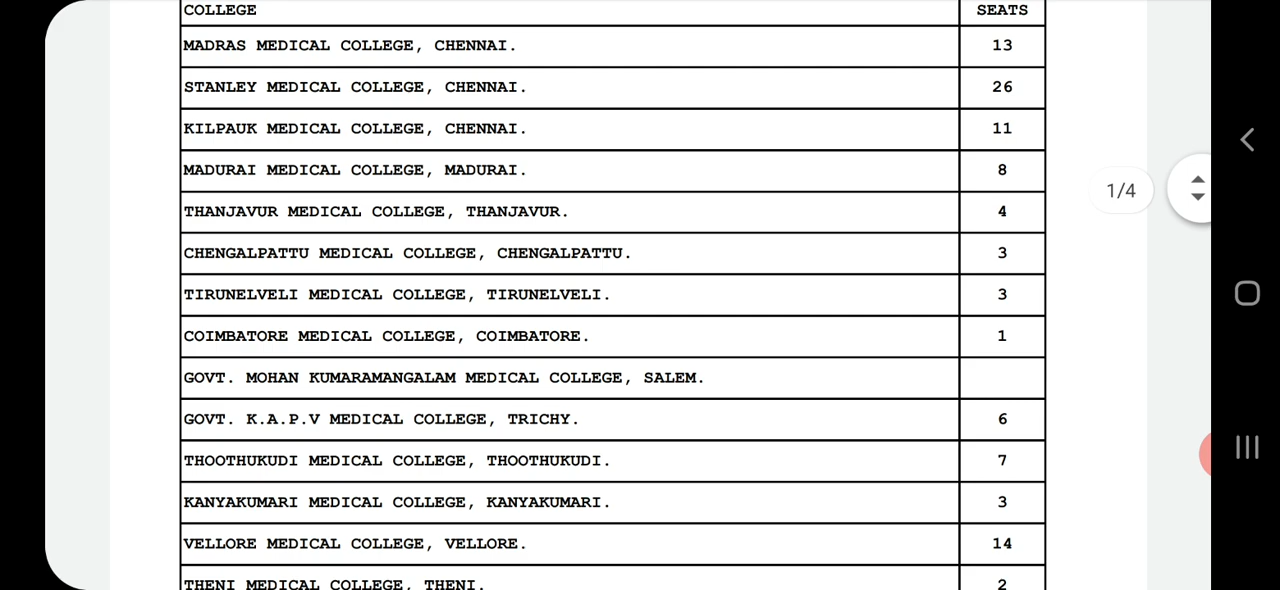 COLLEGE SEATS
MADRAS MEDICAL COLLEGE, CHENNAI. 13
STANLEY MEDICAL COLLEGE, CHENNAI. 26
KILPAUK MEDICAL COLLEGE, CHENNAI. 11
MADURAI MEDICAL COLLEGE, MADURAI. 8
THANJAVUR MEDICAL COLLEGE, THANJAVUR. 4
CHENGALPATTU MEDICAL COLLEGE, CHENGALPATTU. 3
TIRUNELVELI MEDICAL COLLEGE, TIRUNELVELI. 3
COIMBATORE MEDICAL COLLEGE, COIMBATORE. 1
GOVT. MOHAN KUMARAMANGALAM MEDICAL COLLEGE, SALEM.
GOVT. K.A.P.V MEDICAL COLLEGE, TRICHY. 6
THOOTHUKUDI MEDICAL COLLEGE, THOOTHUKUDI. 7
KANYAKUMARI MEDICAL COLLEGE, KANYAKUMARI. 3
VELLORE MEDICAL COLLEGE, VELLORE. 14
THENI MEDICAL COLLEGE, THENI. 2
1/4